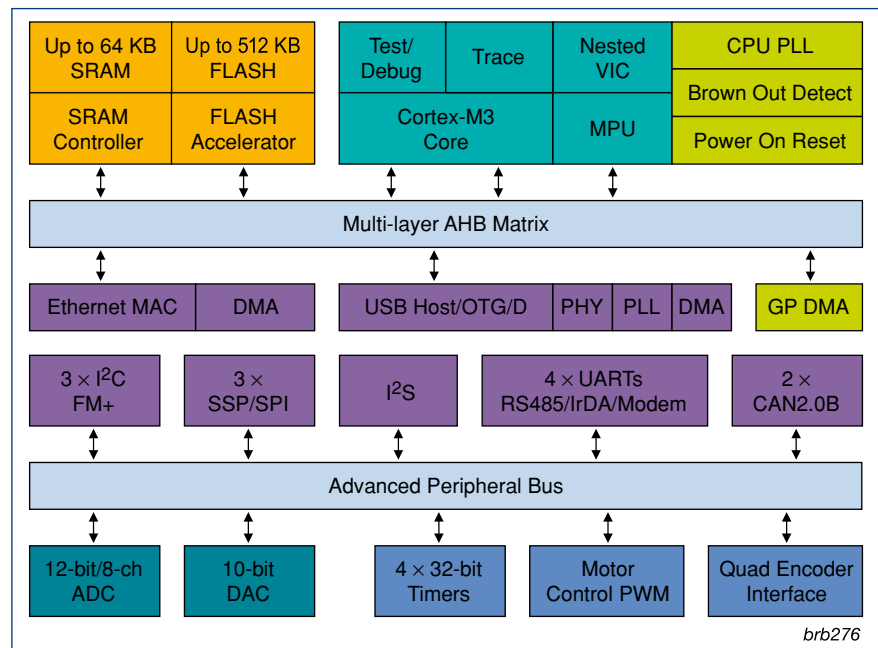 Up to 64 KB
SRAM
Up to 512 KB
FLASH
Test/
Debug
Trace
Nested
VIC
CPU PLL
Brown Out Detect
SRAM
Controller
FLASH
Accelerator
Cortex-M3
Core
MPU
Power On Reset
Multi-layer AHB Matrix
Ethernet MAC
DMA
USB Host/OTG/D
PHY
PLL
DMA
GP DMA
3 × I²C
FM+
3 ×
SSP/SPI
I²S
4 × UARTs
RS485/IrDA/Modem
2 ×
CAN2.0B
Advanced Peripheral Bus
12-bit/8-ch
ADC
10-bit
DAC
4 × 32-bit
Timers
Motor
Control PWM
Quad Encoder
Interface
brb276